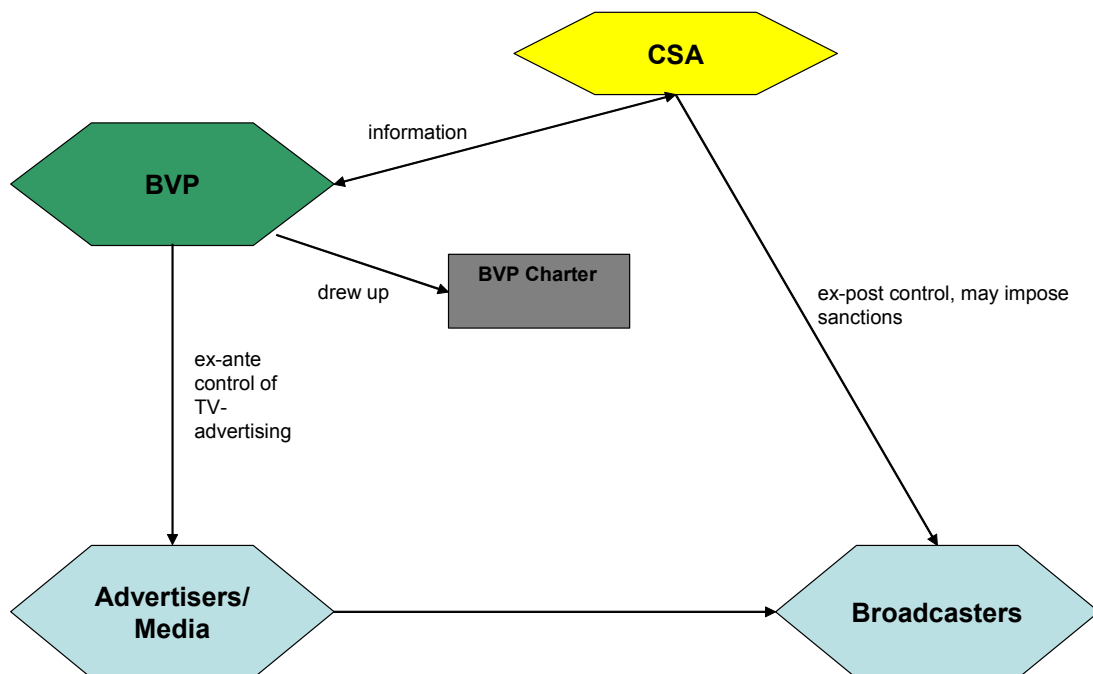 CSA
information
BVP
BVP Charter
drew up
ex-post control, may impose
sanctions
ex-ante
control of
TV-
advertising
Advertisers/
Media
Broadcasters